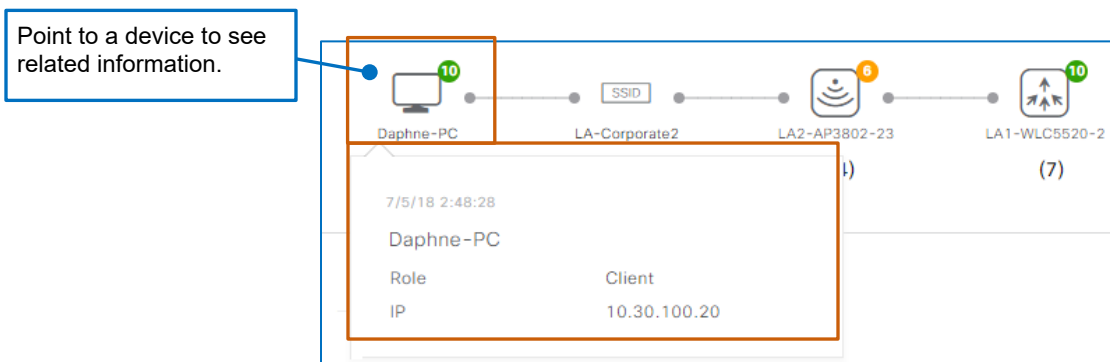 Point to a device to see
related information.
10
6
10
SSID
Daphne-PC
LA-Corporate2
LA2-AP3802-23
LA1-WLC5520-2
(7)
7/5/18 2:48:28
Daphne-PC
Role Client
IP 10.30.100.20